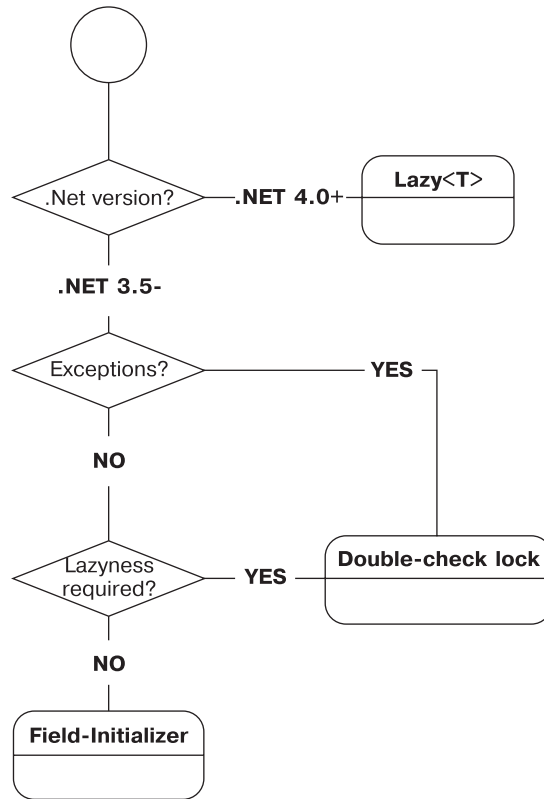 .Net version?
.NET 4.0+
Lazy<T>
.NET 3.5-
Exceptions?
YES
NO
Lazyness
required?
YES
Double-check lock
NO
Field-Initializer